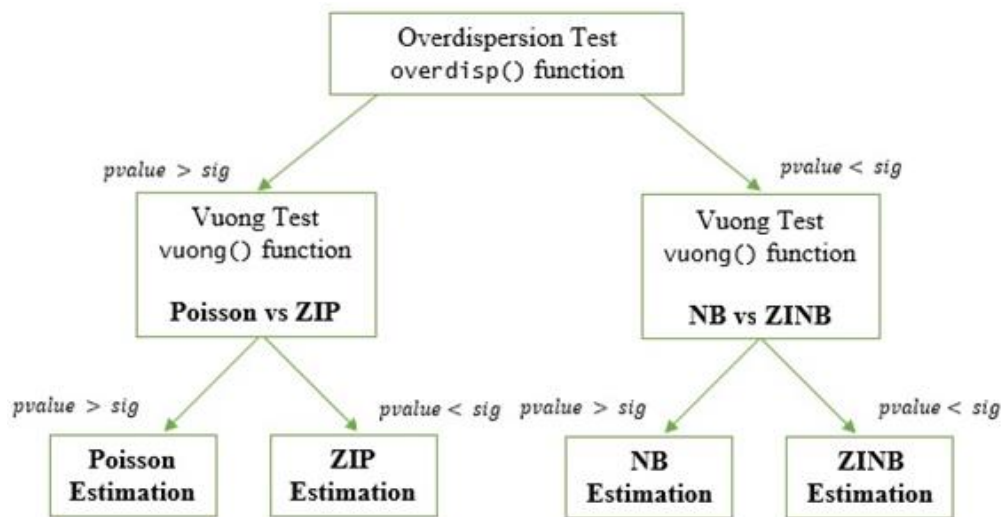 Overdispersion Test
overdisp() function
pvalue > sig
pvalue < sig
Vuong Test
vuong() function
Poisson vs ZIP
Vuong Test
vuong() function
NB vs ZINB
pvalue > sig
pvalue < sig
pvalue > sig
pvalue < sig
Poisson
Estimation
ZIP
Estimation
NB
Estimation
ZINB
Estimation